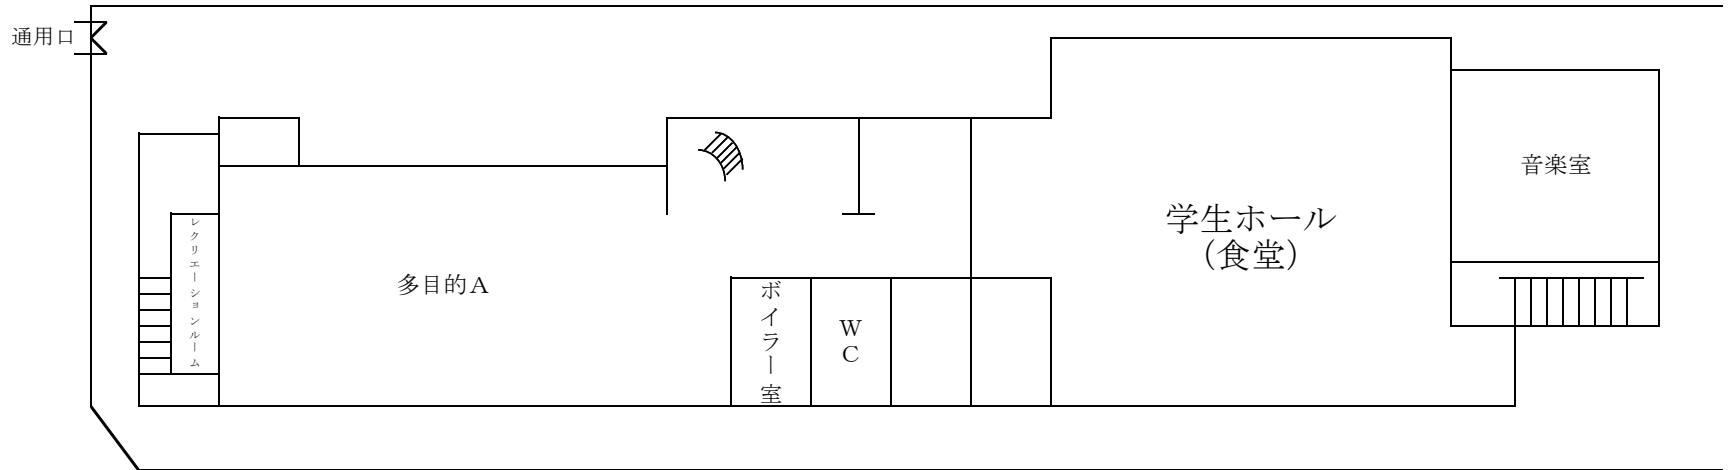 通用口
レクリエーションルーム
多目的A
ボイラー室
WC
学生ホール
(食堂)
音楽室